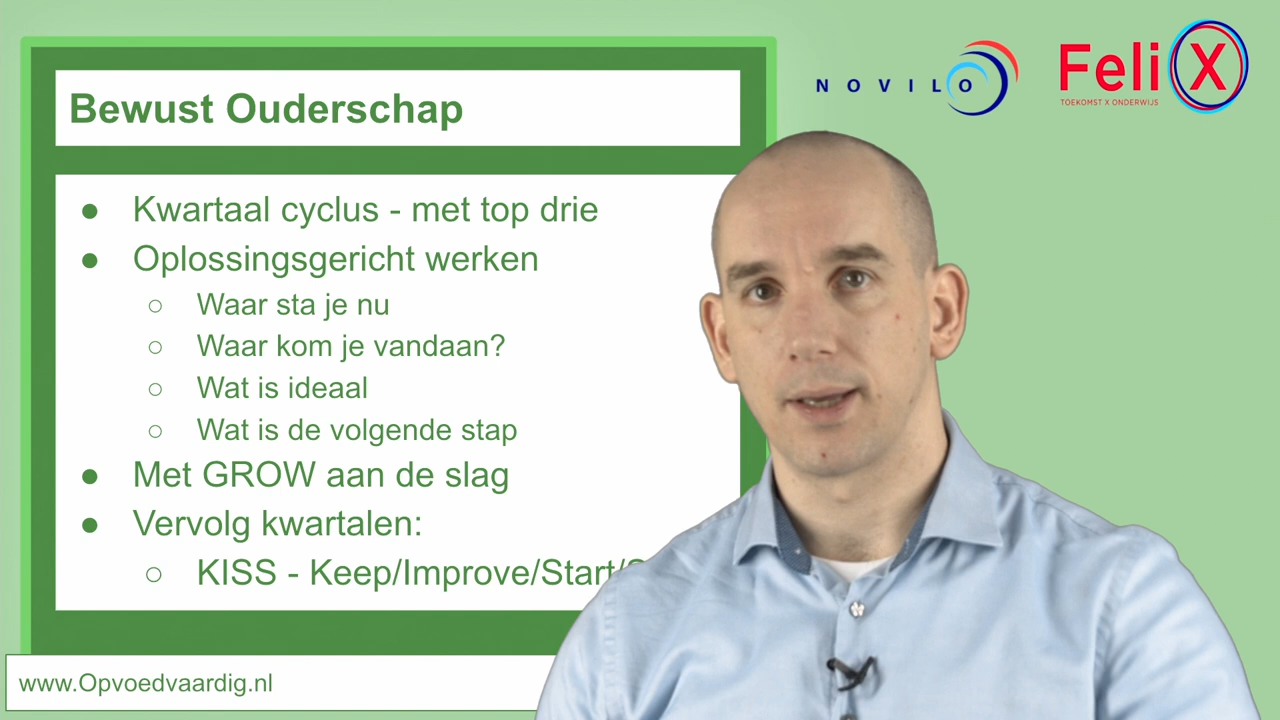 Bewust Ouderschap
NOVILO
FeliX
TOEKOMST X ONDERWIJS
● Kwartaal cyclus - met top drie
● Oplossingsgericht werken
○ Waar sta je nu
○ Waar kom je vandaan?
○ Wat is ideaal
○ Wat is de volgende stap
● Met GROW aan de slag
● Vervolg kwartalen:
○ KISS - Keep/Improve/Start/
www.Opvoedvaardig.nl